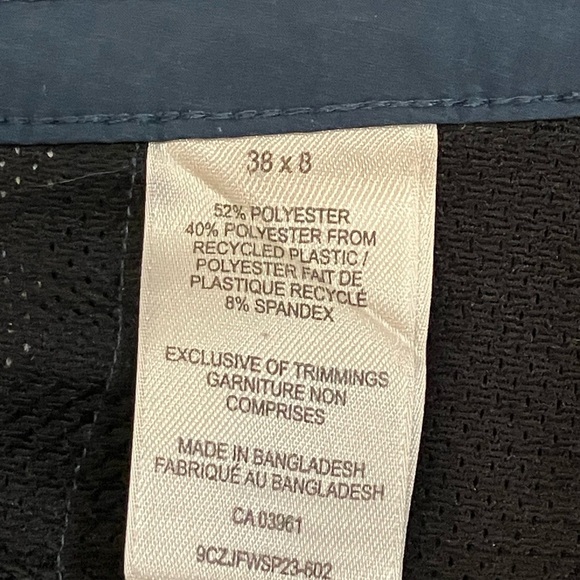 38 x 8
52% POLYESTER
40% POLYESTER FROM
RECYCLED PLASTIC /
POLYESTER FAIT DE
PLASTIQUE RECYCLÉ
8% SPANDEX
EXCLUSIVE OF TRIMMINGS
GARNITURE NON
COMPRISES
MADE IN BANGLADESH
FABRIQUÉ AU BANGLADESH
CA 03961
9CZJFWSP23-602